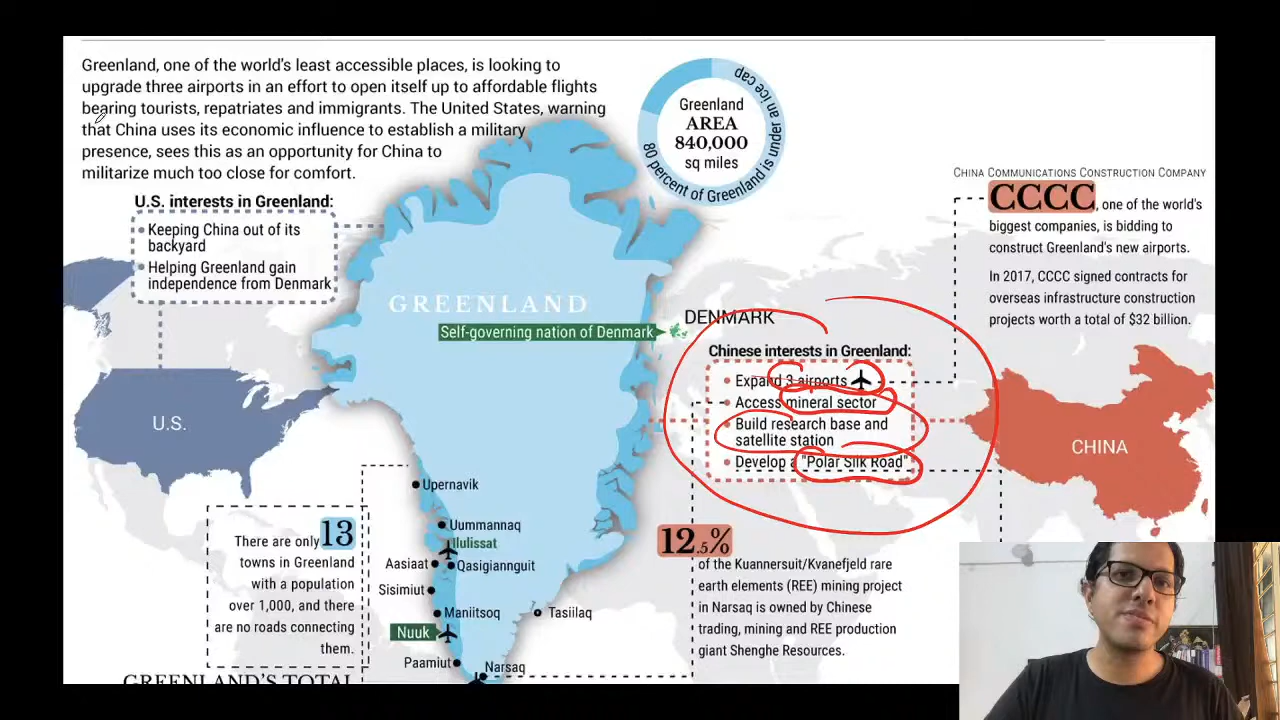 Greenland, one of the world's least accessible places, is looking to
upgrade three airports in an effort to open itself up to affordable flights
bearing tourists, repatriates and immigrants. The United States, warning
that China uses its economic influence to establish a military
presence, sees this as an opportunity for China to
militarize much too close for comfort.
Greenland
AREA
840,000
sq miles
80 percent of Greenland is under an ice cap
U.S. interests in Greenland:
Keeping China out of its
backyard
Helping Greenland gain
independence from Denmark
GREENLAND
Self-governing nation of Denmark
DENMARK
China Communications Construction Company
CCCC, one of the world's
biggest companies, is bidding to
construct Greenland's new airports.
In 2017, CCCC signed contracts for
overseas infrastructure construction
projects worth a total of $32 billion.
Chinese interests in Greenland:
Expand 3 airports
Access mineral sector
Build research base and
satellite station
Develop a "Polar Silk Road"
U.S.
CHINA
There are only 13
towns in Greenland
with a population
over 1,000, and there
are no roads connecting
them.
Upernavik
Uummannaq
Ilulissat
Aasiaat
Qasigiannguit
Sisimiut
Maniitsoq
Tasiilaq
Nuuk
Paamiut
Narsaq
12.5%
of the Kuannersuit/Kvanefjeld rare
earth elements (REE) mining project
in Narsaq is owned by Chinese
trading, mining and REE production
giant Shenghe Resources.
GREENLAND'S TOTAL